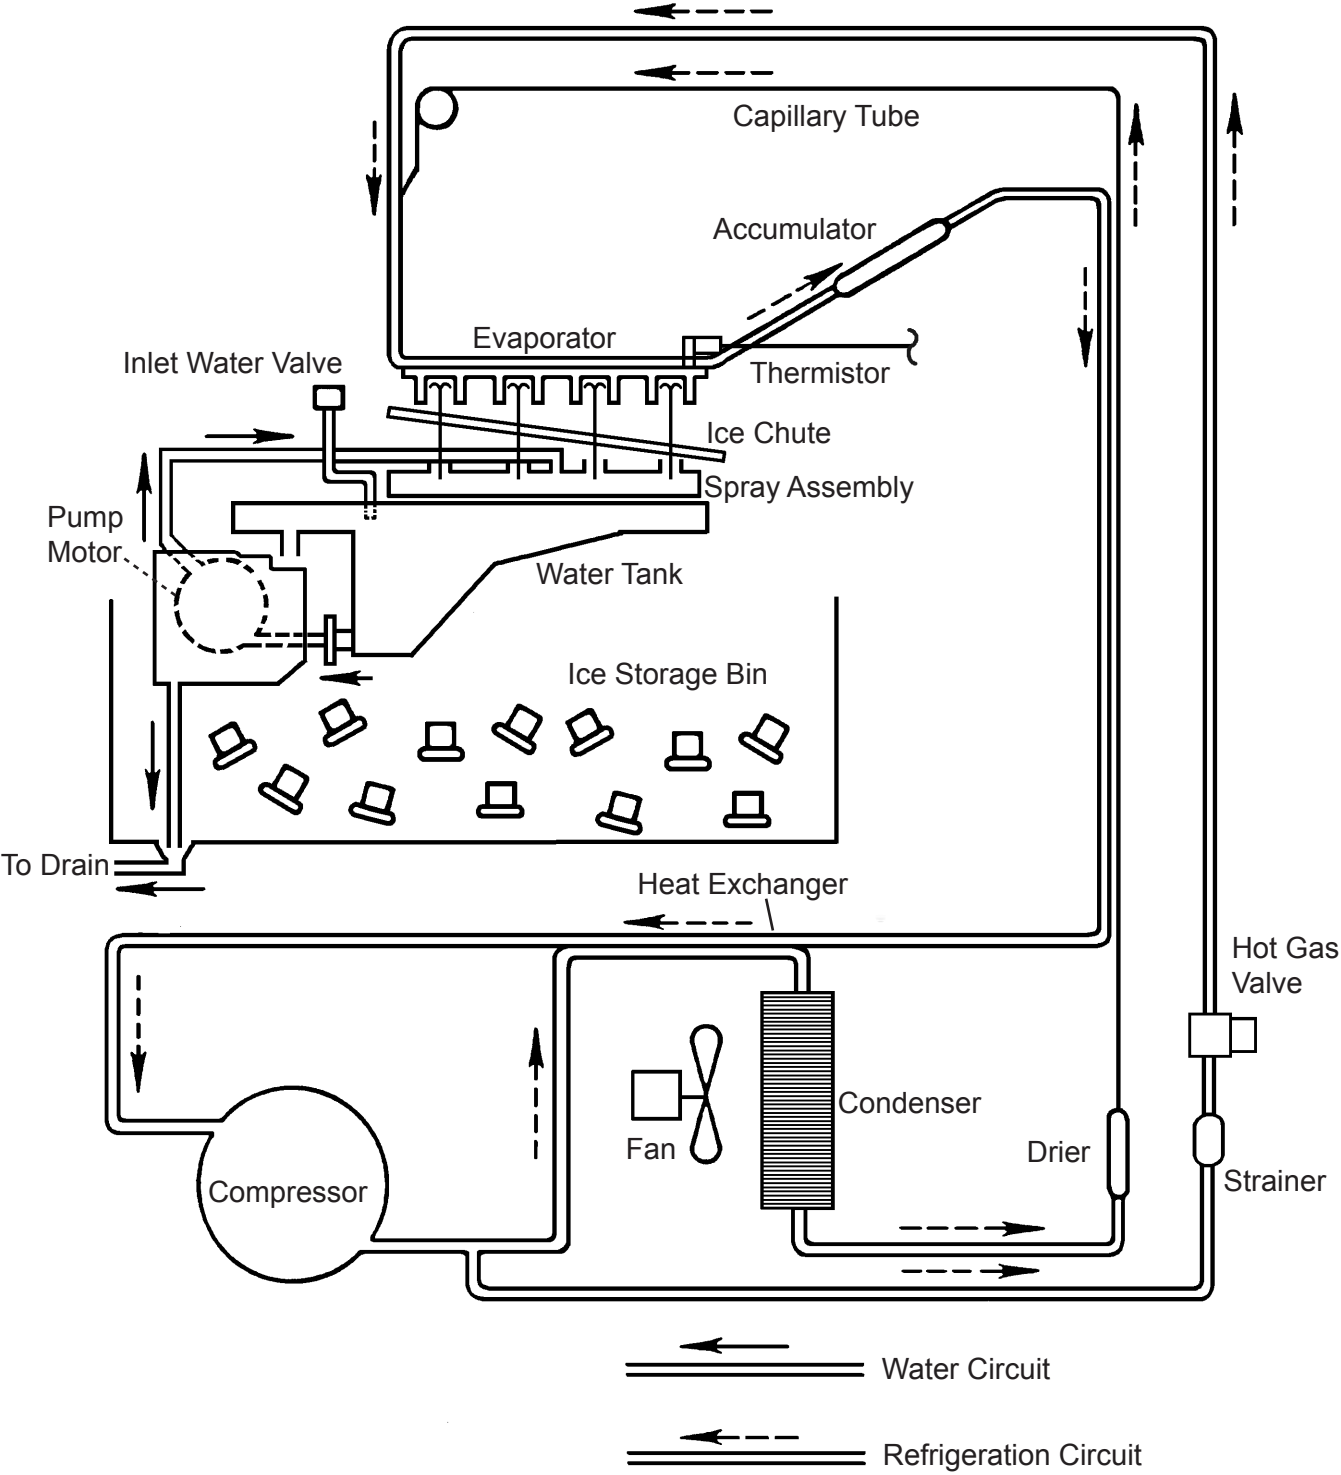 Capillary Tube
Accumulator
Evaporator
Inlet Water Valve
Thermistor
Ice Chute
Spray Assembly
Pump
Motor
Water Tank
Ice Storage Bin
To Drain
Heat Exchanger
Hot Gas
Valve
Condenser
Fan
Drier
Strainer
Compressor
Water Circuit
Refrigeration Circuit